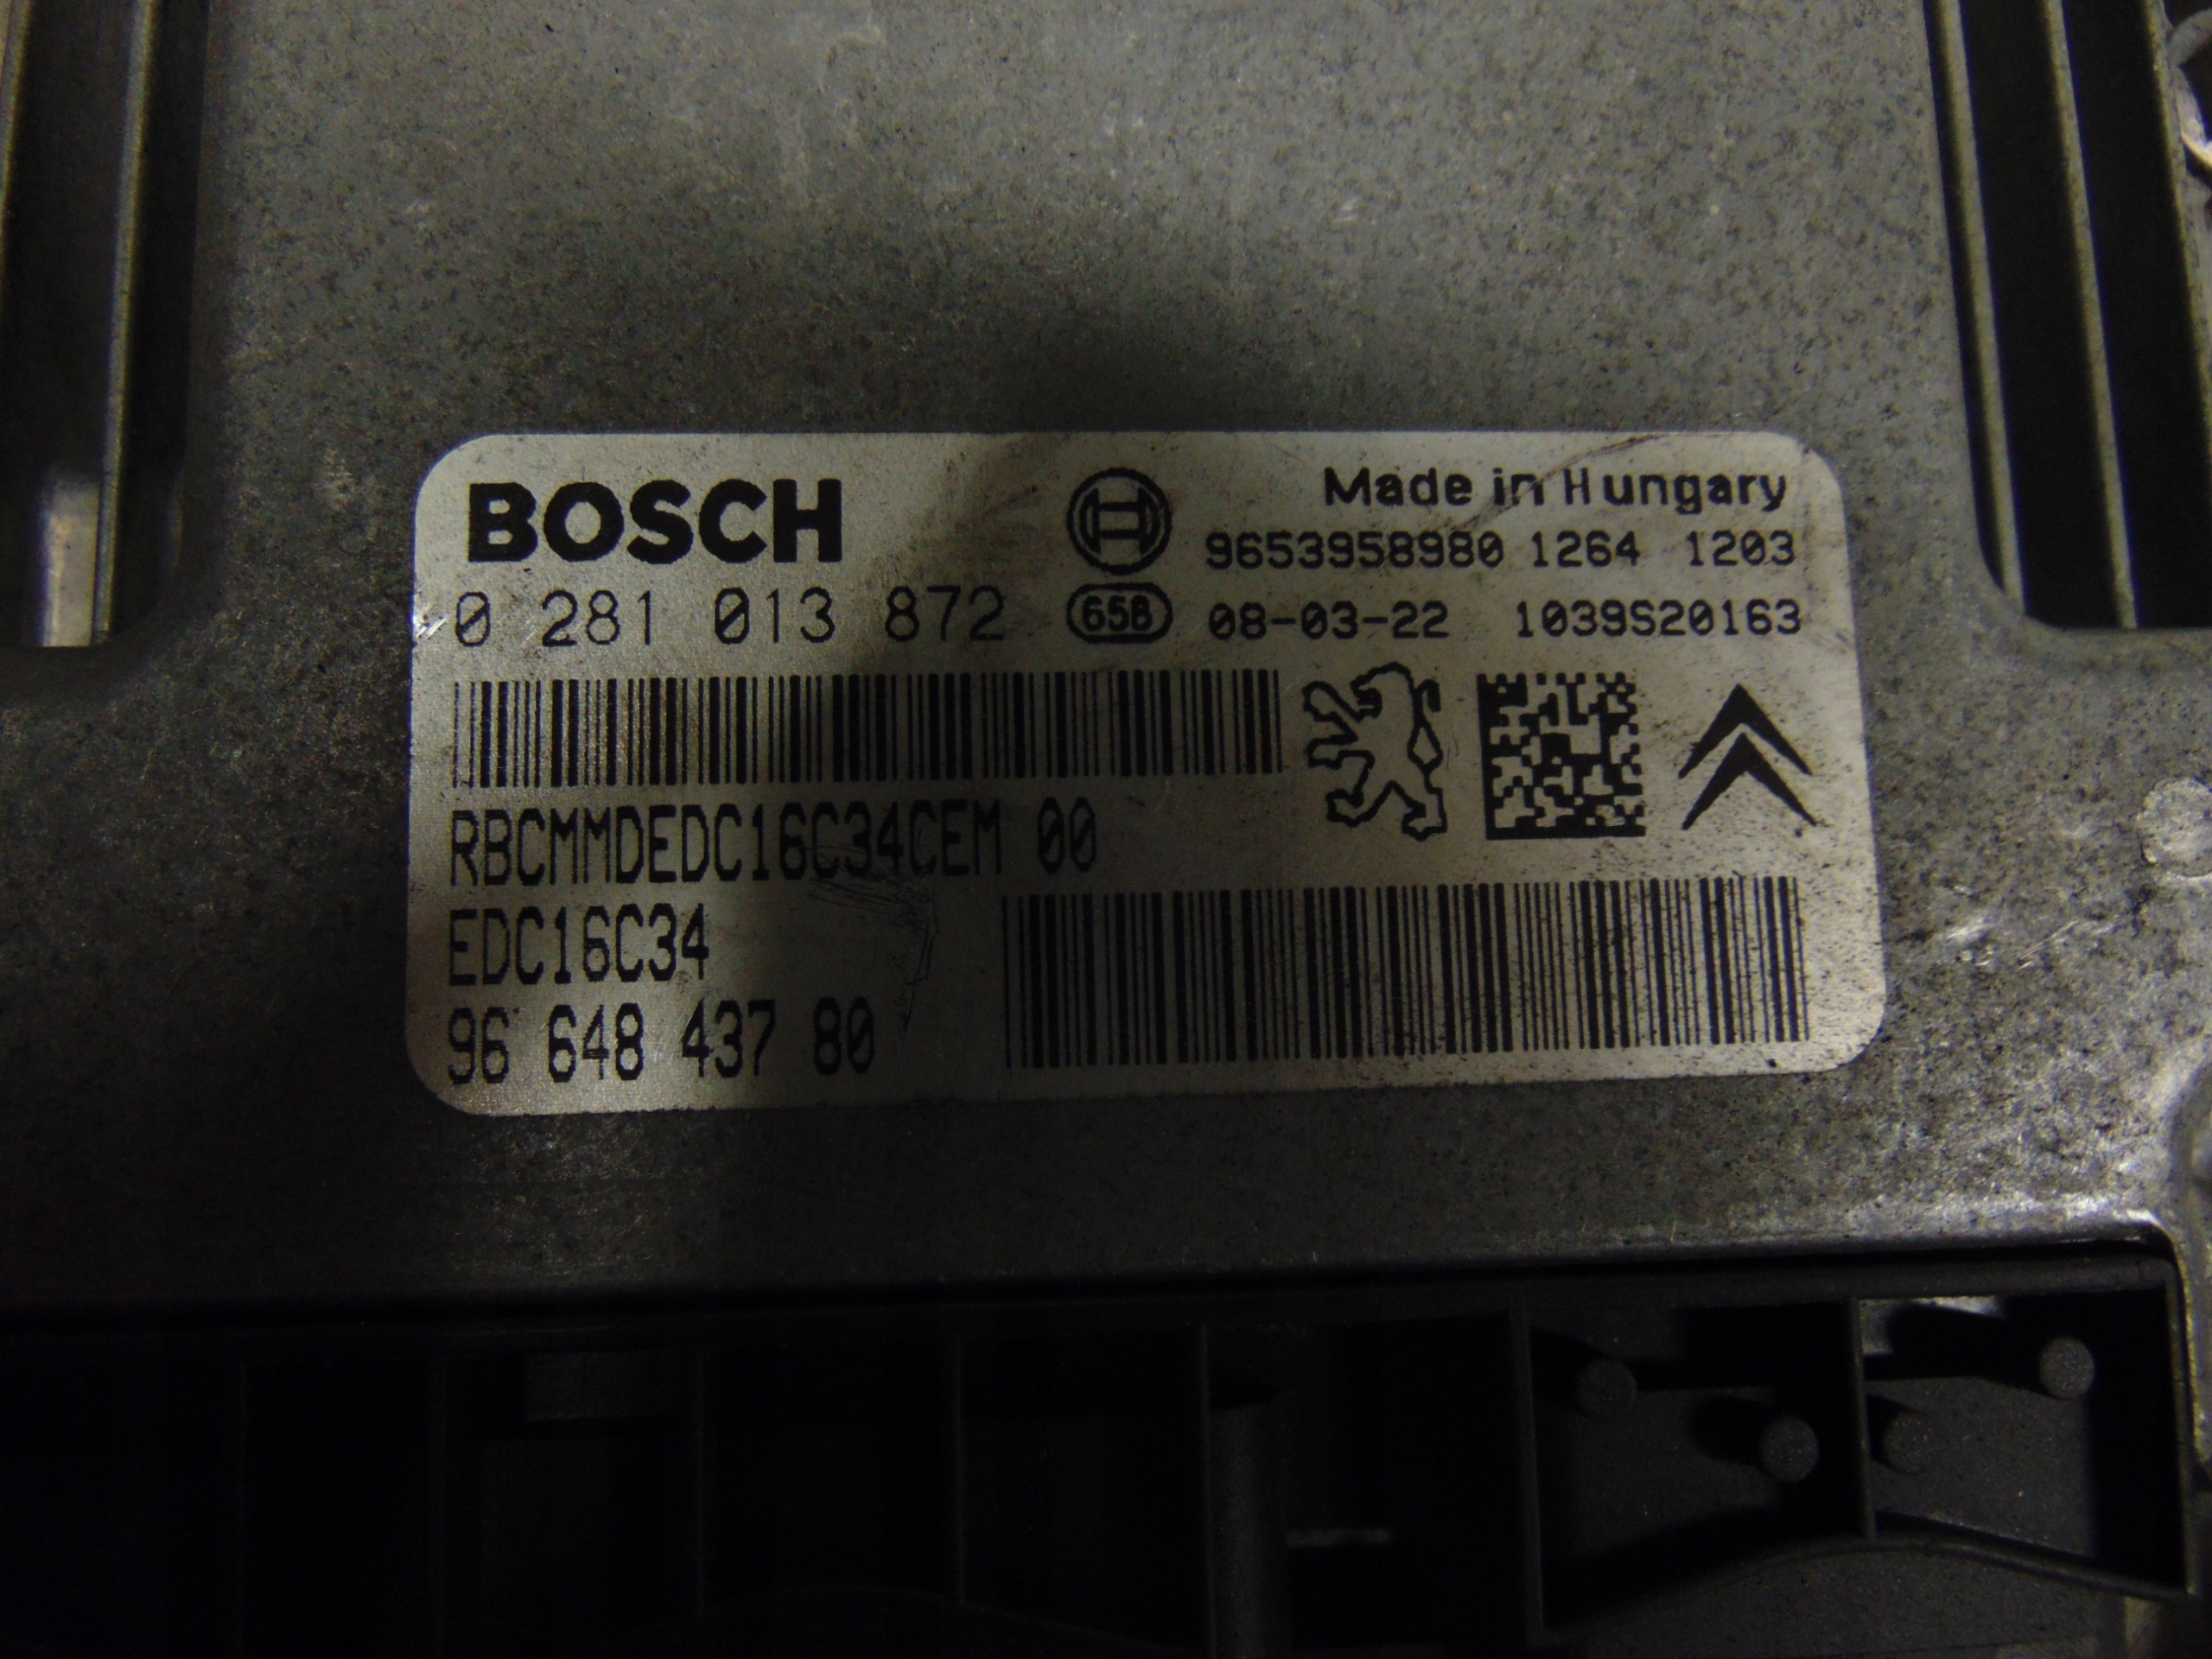 BOSCH
Made in Hungary
9653958980 1264 1203
0 281 013 872
65B
08-03-22 1039S20163
RBCMMDEDC16C34CEM 00
EDC16C34
96 648 437 80